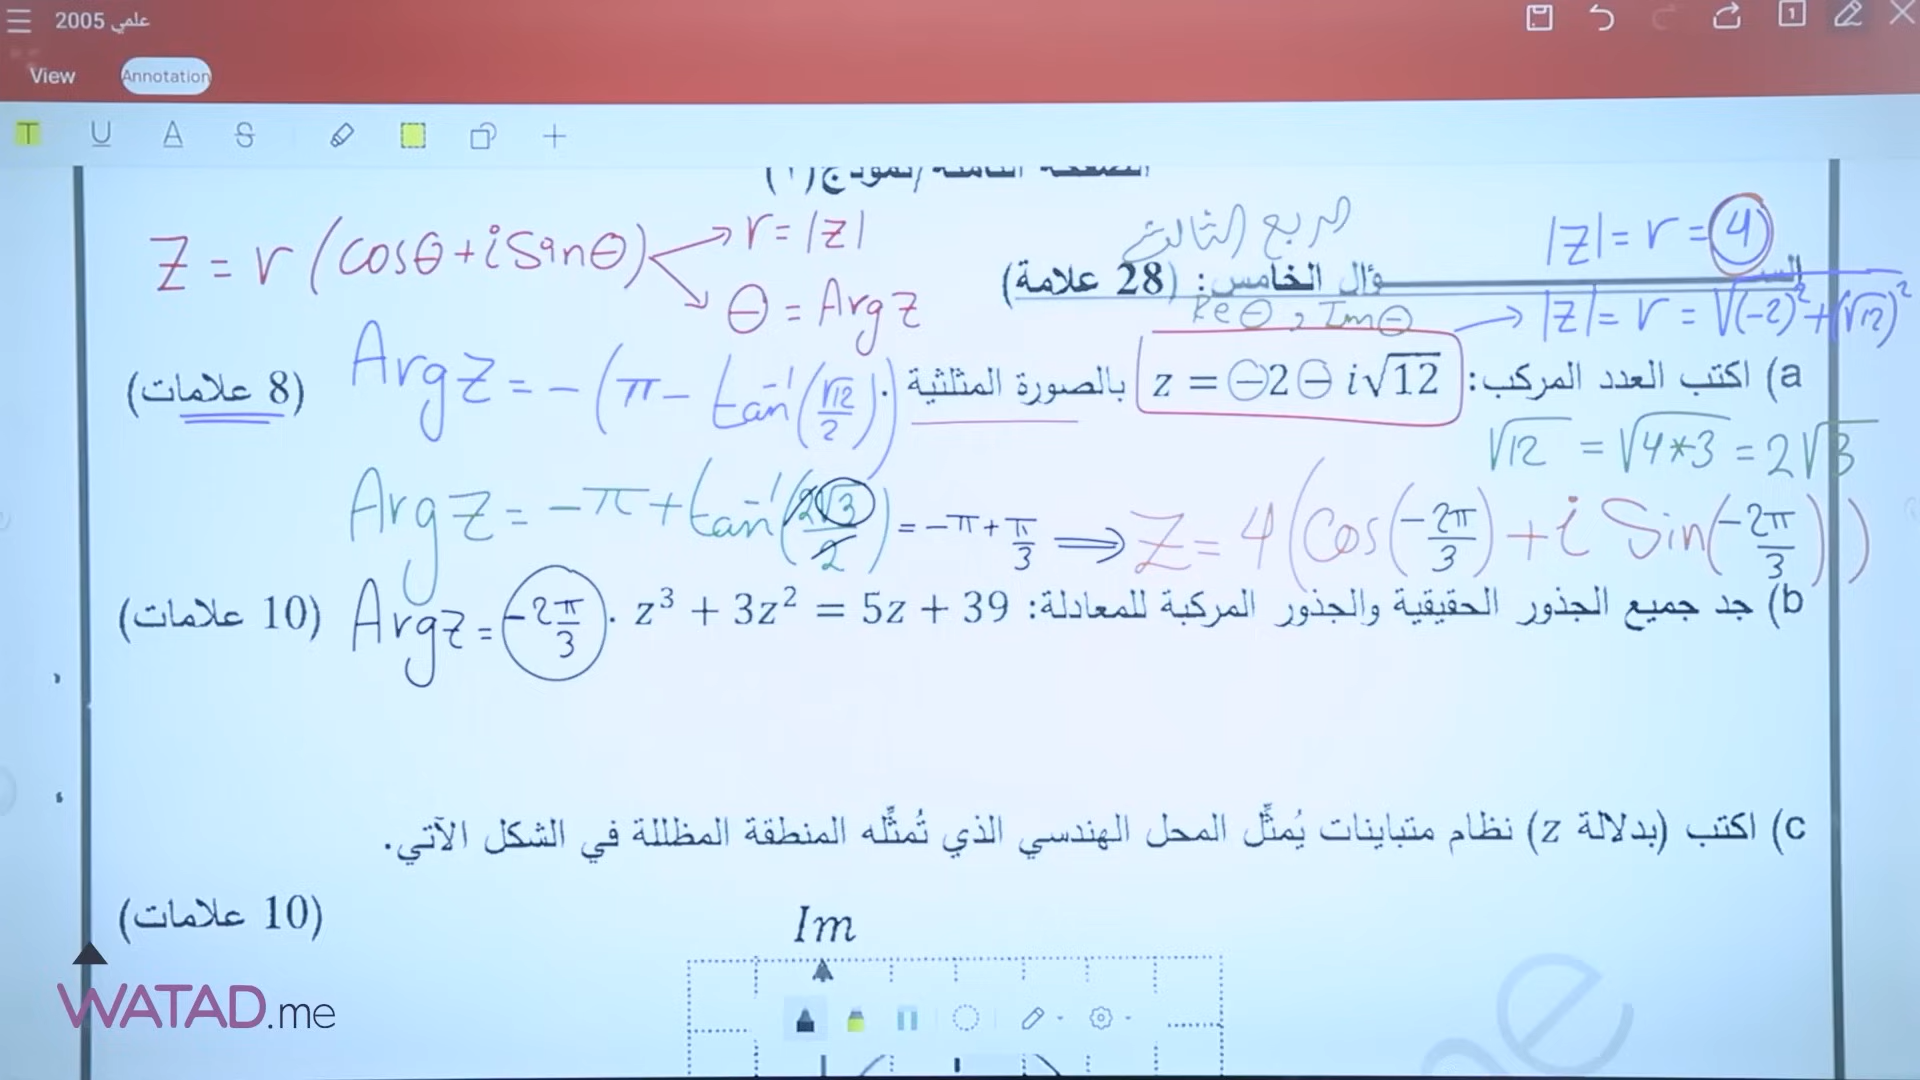 علمي 2005
View Annotation
Z = r (cosθ + i Sinθ) r = |Z|
θ = Arg z
الربع الثالث
|Z| = r = 4
السؤال الخامس: (28 علامة)
Re⊖ , Im⊖
|Z| = r = √(-2)² + (√12)²
a) اكتب العدد المركب: z = −2 − i√12 بالصورة المثلثية. (8 علامات)
Arg Z = -(π - tan⁻¹(√12/2))
√12 = √4*3 = 2√3
Arg Z = -π + tan⁻¹(2√3/2) = -π + π/3 ⟹ Z = 4(Cos(-2π/3) + i Sin(-2π/3))
b) جد جميع الجذور الحقيقية والجذور المركبة للمعادلة: z³ + 3z² = 5z + 39. (10 علامات)
Arg z = -2π/3
c) اكتب (بدلالة z) نظام متباينات يُمثِّل المحل الهندسي الذي تُمثِّله المنطقة المظللة في الشكل الآتي.
(10 علامات)
Im
WATAD.me